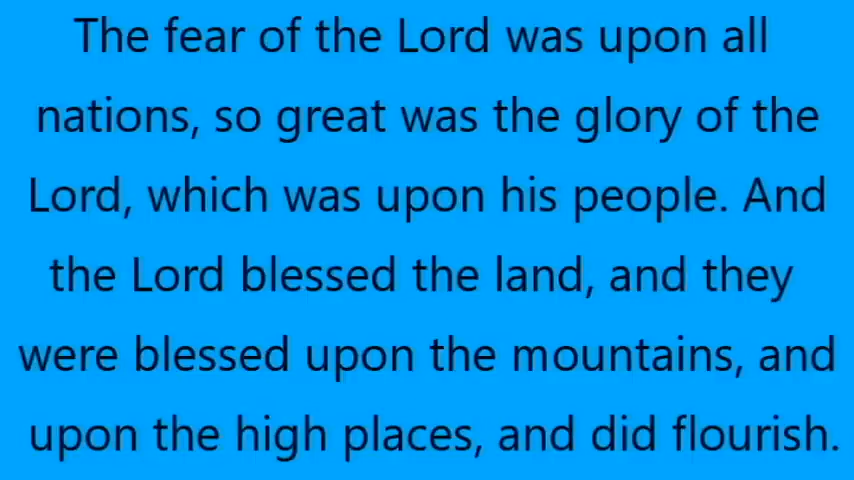 The fear of the Lord was upon all
nations, so great was the glory of the
Lord, which was upon his people. And
the Lord blessed the land, and they
were blessed upon the mountains, and
upon the high places, and did flourish.